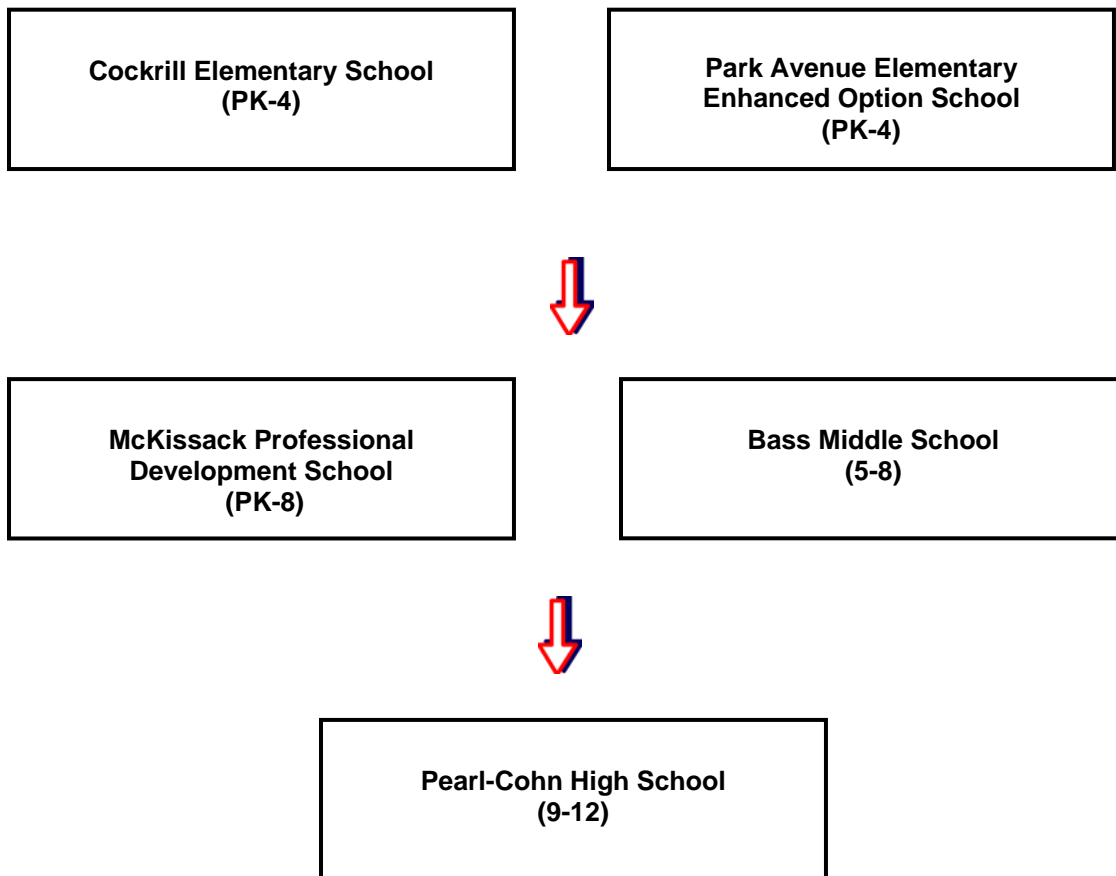 Cockrill Elementary School
(PK-4)
Park Avenue Elementary
Enhanced Option School
(PK-4)
McKissack Professional
Development School
(PK-8)
Bass Middle School
(5-8)
Pearl-Cohn High School
(9-12)